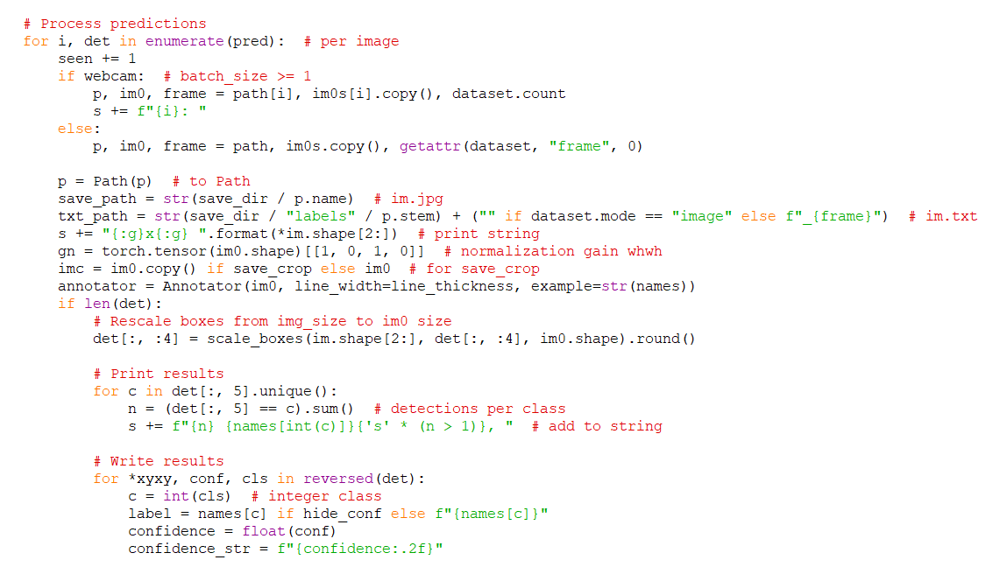 # Process predictions
for i, det in enumerate(pred):  # per image
    seen += 1
    if webcam:  # batch_size >= 1
        p, im0, frame = path[i], im0s[i].copy(), dataset.count
        s += f"{i}: "
    else:
        p, im0, frame = path, im0s.copy(), getattr(dataset, "frame", 0)

    p = Path(p)  # to Path
    save_path = str(save_dir / p.name)  # im.jpg
    txt_path = str(save_dir / "labels" / p.stem) + ("" if dataset.mode == "image" else f"_{frame}")  # im.txt
    s += "{:g}x{:g} ".format(*im.shape[2:])  # print string
    gn = torch.tensor(im0.shape)[[1, 0, 1, 0]]  # normalization gain whwh
    imc = im0.copy() if save_crop else im0  # for save_crop
    annotator = Annotator(im0, line_width=line_thickness, example=str(names))
    if len(det):
        # Rescale boxes from img_size to im0 size
        det[:, :4] = scale_boxes(im.shape[2:], det[:, :4], im0.shape).round()

        # Print results
        for c in det[:, 5].unique():
            n = (det[:, 5] == c).sum()  # detections per class
            s += f"{n} {names[int(c)]}{'s' * (n > 1)}, "  # add to string

        # Write results
        for *xyxy, conf, cls in reversed(det):
            c = int(cls)  # integer class
            label = names[c] if hide_conf else f"{names[c]}"
            confidence = float(conf)
            confidence_str = f"{confidence:.2f}"